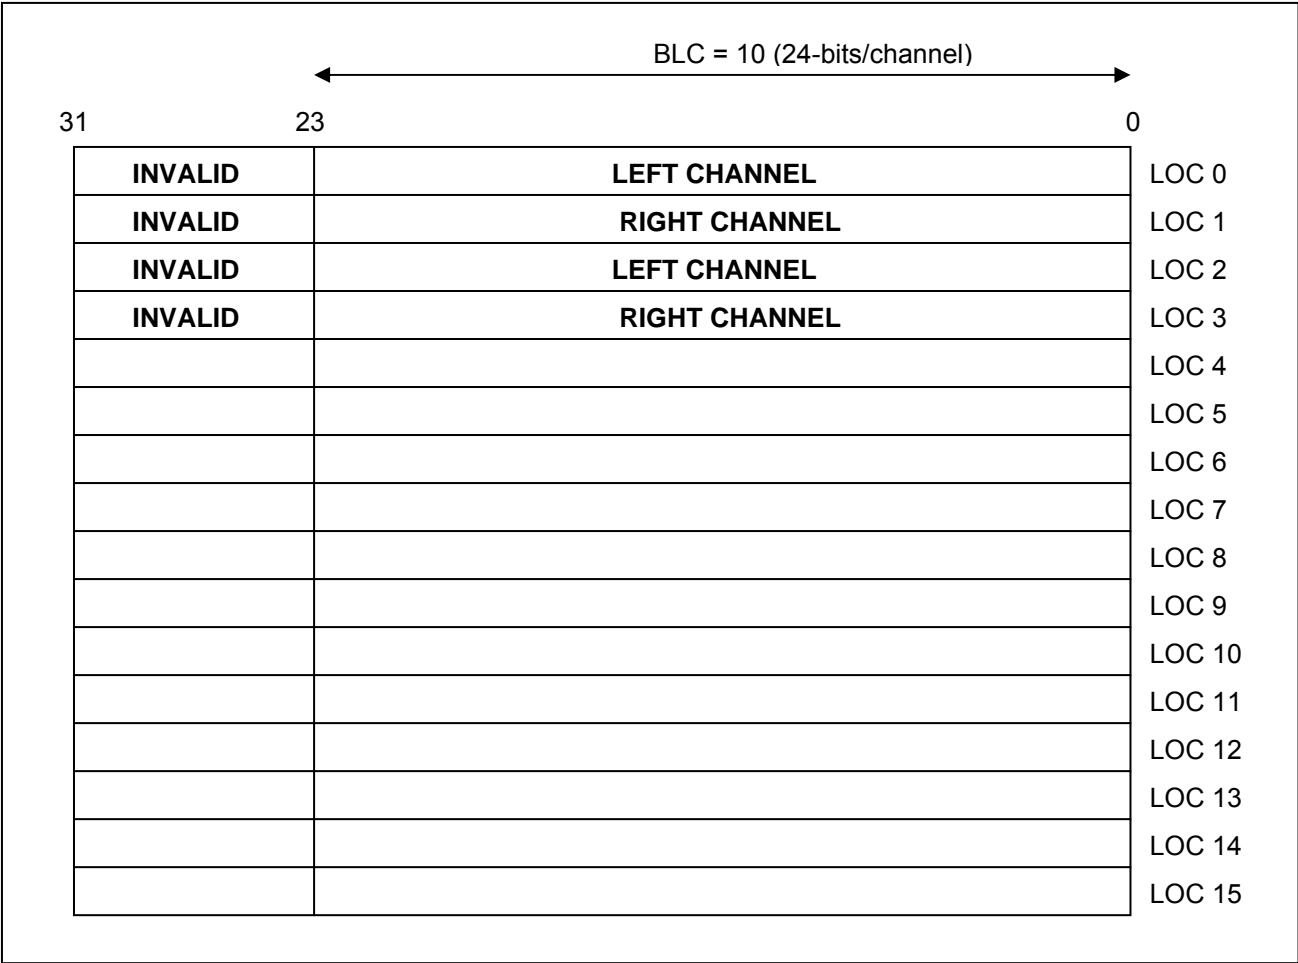 BLC = 10 (24-bits/channel)
31 23 0
INVALID LEFT CHANNEL LOC 0
INVALID RIGHT CHANNEL LOC 1
INVALID LEFT CHANNEL LOC 2
INVALID RIGHT CHANNEL LOC 3
LOC 4
LOC 5
LOC 6
LOC 7
LOC 8
LOC 9
LOC 10
LOC 11
LOC 12
LOC 13
LOC 14
LOC 15